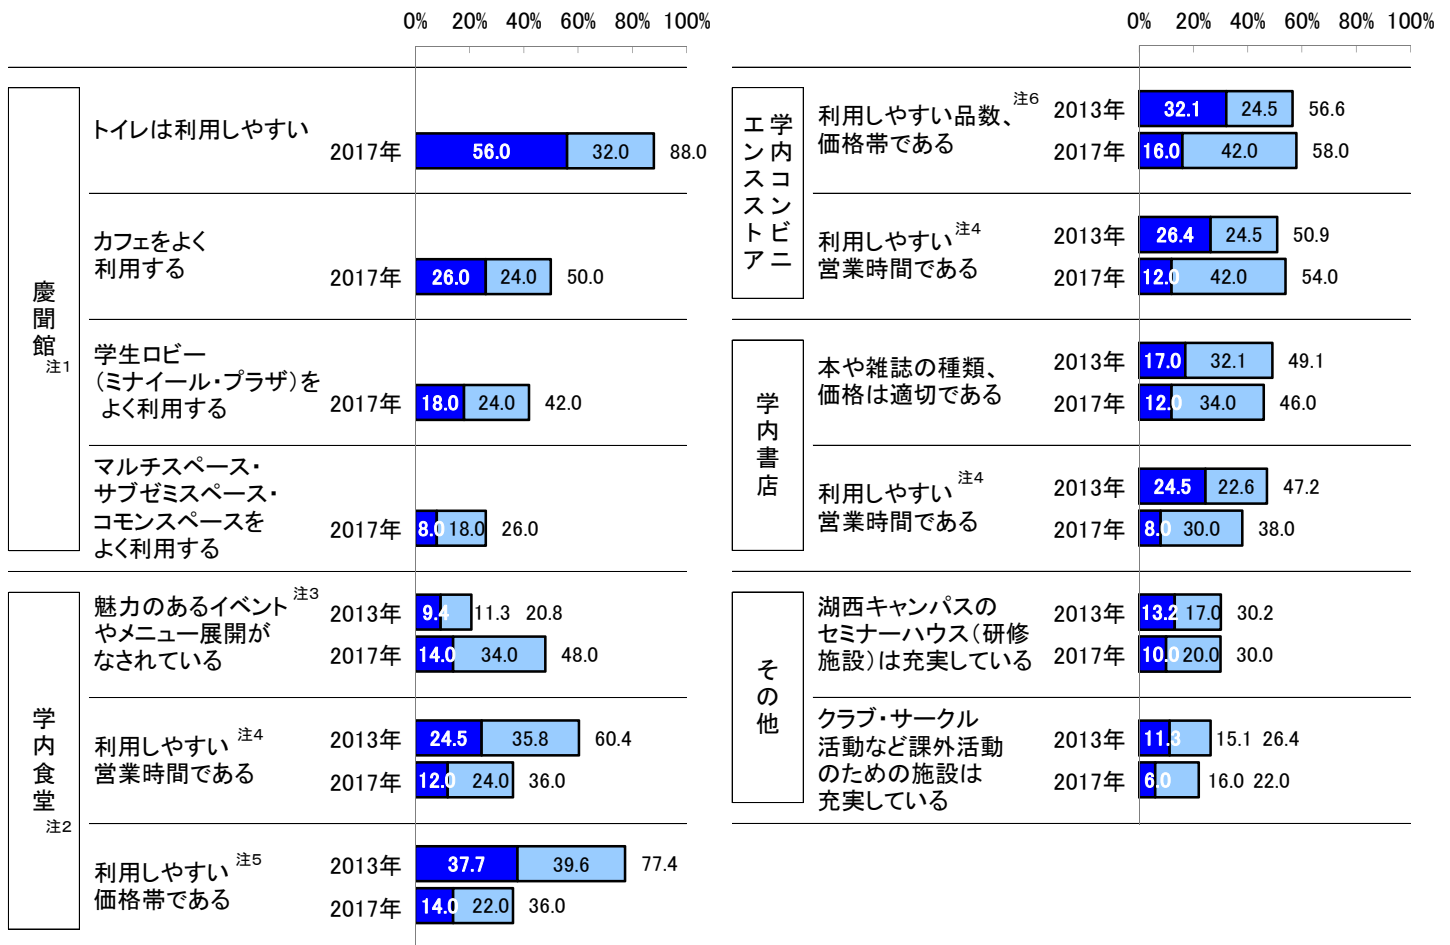 0% 20% 40% 60% 80% 100%
慶聞館
注1
トイレは利用しやすい
2017年 56.0 32.0 88.0
カフェをよく
利用する
2017年 26.0 24.0 50.0
学生ロビー
(ミナイール・プラザ)を
よく利用する
2017年 18.0 24.0 42.0
マルチスペース・
サブゼミスペース・
コモンスペースを
よく利用する
2017年 8.0 18.0 26.0
学内食堂
注2
魅力のあるイベント 注3
やメニュー展開が
なされている
2013年 9.4 11.3 20.8
2017年 14.0 34.0 48.0
利用しやすい 注4
営業時間である
2013年 24.5 35.8 60.4
2017年 12.0 24.0 36.0
利用しやすい 注5
価格帯である
2013年 37.7 39.6 77.4
2017年 14.0 22.0 36.0
0% 20% 40% 60% 80% 100%
学内コンビニ
エンスストア
利用しやすい品数、 注6
価格帯である
2013年 32.1 24.5 56.6
2017年 16.0 42.0 58.0
利用しやすい 注4
営業時間である
2013年 26.4 24.5 50.9
2017年 12.0 42.0 54.0
学内書店
本や雑誌の種類、
価格は適切である
2013年 17.0 32.1 49.1
2017年 12.0 34.0 46.0
利用しやすい 注4
営業時間である
2013年 24.5 22.6 47.2
2017年 8.0 30.0 38.0
その他
湖西キャンパスの
セミナーハウス(研修
施設)は充実している
2013年 13.2 17.0 30.2
2017年 10.0 20.0 30.0
クラブ・サークル
活動など課外活動
のための施設は
充実している
2013年 11.3 15.1 26.4
2017年 6.0 16.0 22.0